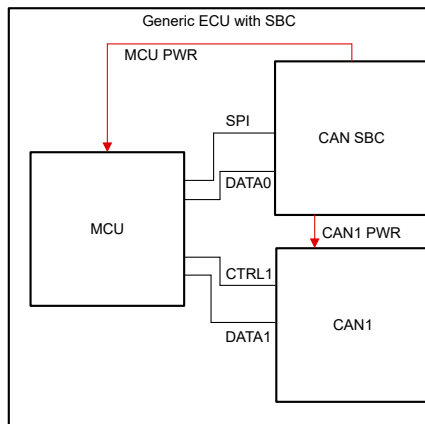 Generic ECU with SBC
MCU PWR
SPI
CAN SBC
DATA0
MCU
CAN1 PWR
CTRL1
CAN1
DATA1